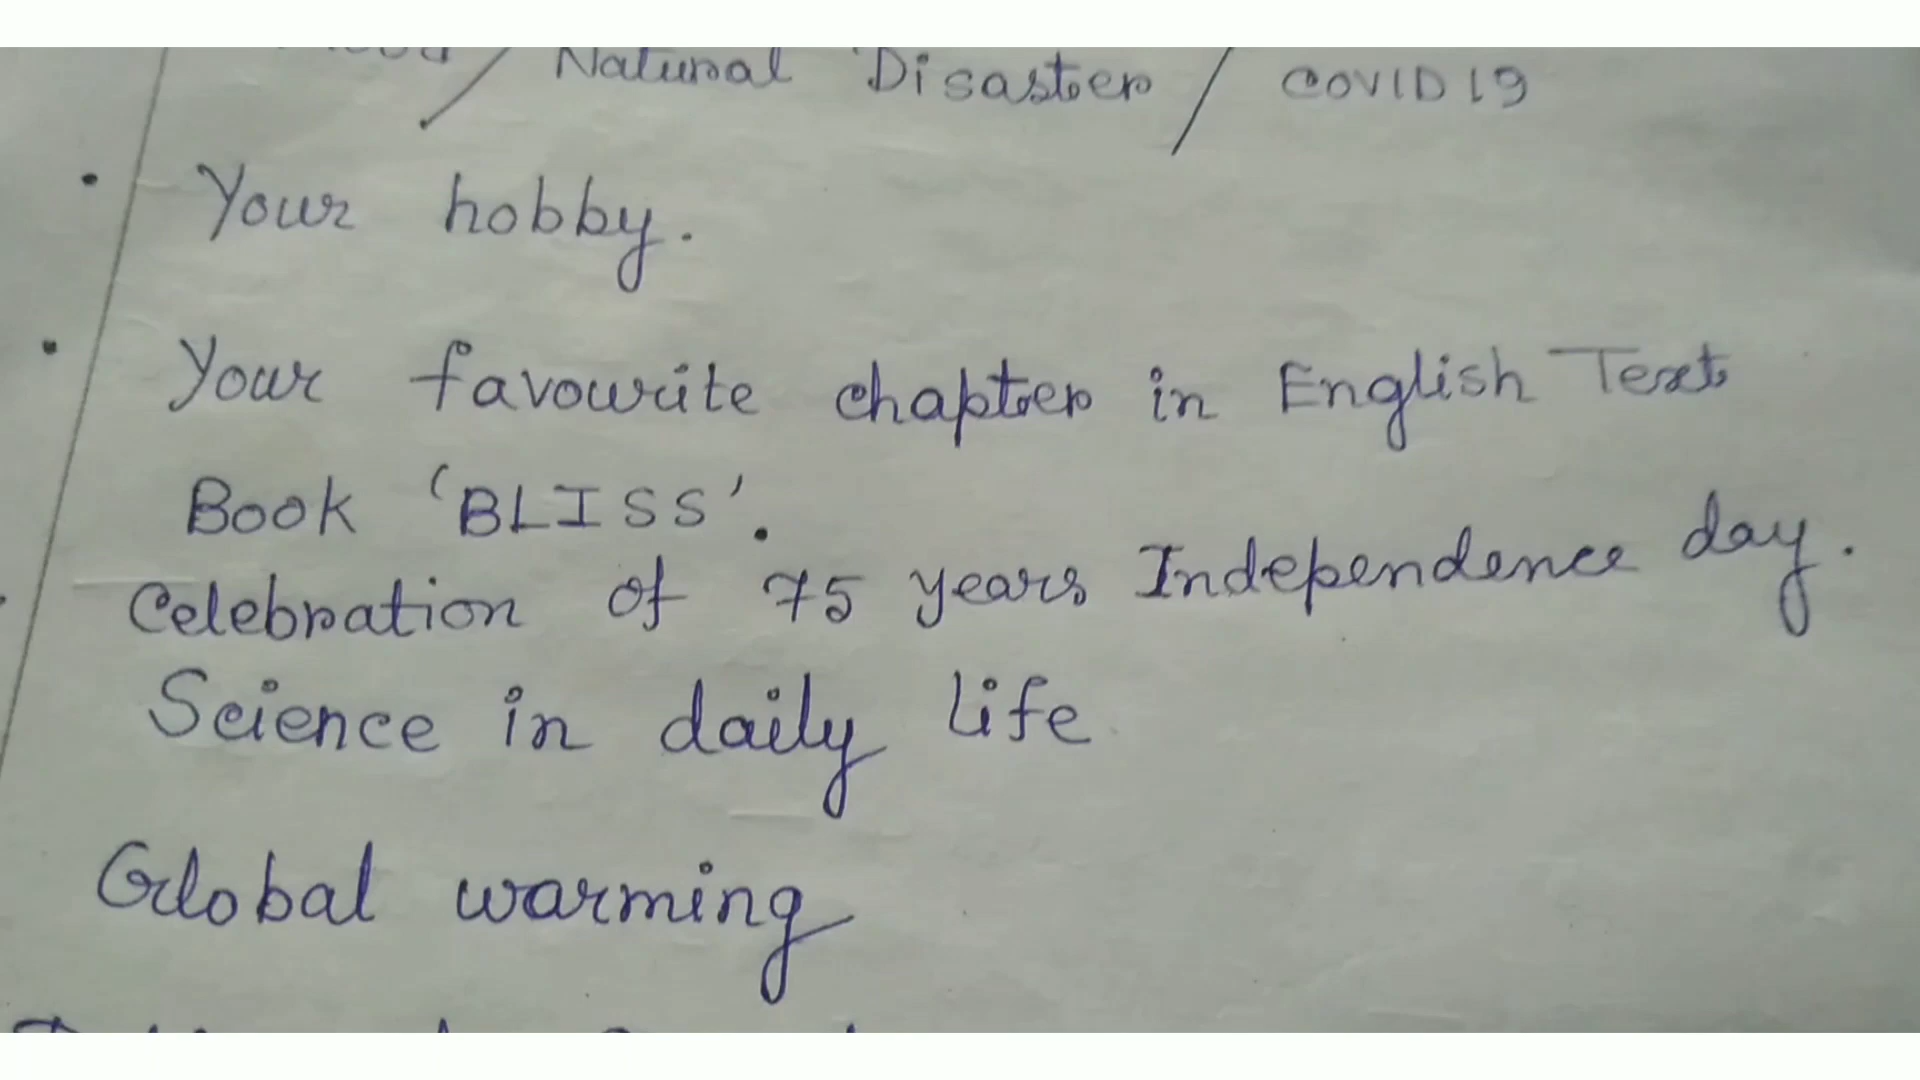 / Natural Disaster / COVID 19
• Your hobby.
• Your favourite chapter in English Text
Book 'BLISS'.
Celebration of 75 years Independence day.
Science in daily life
Global warming